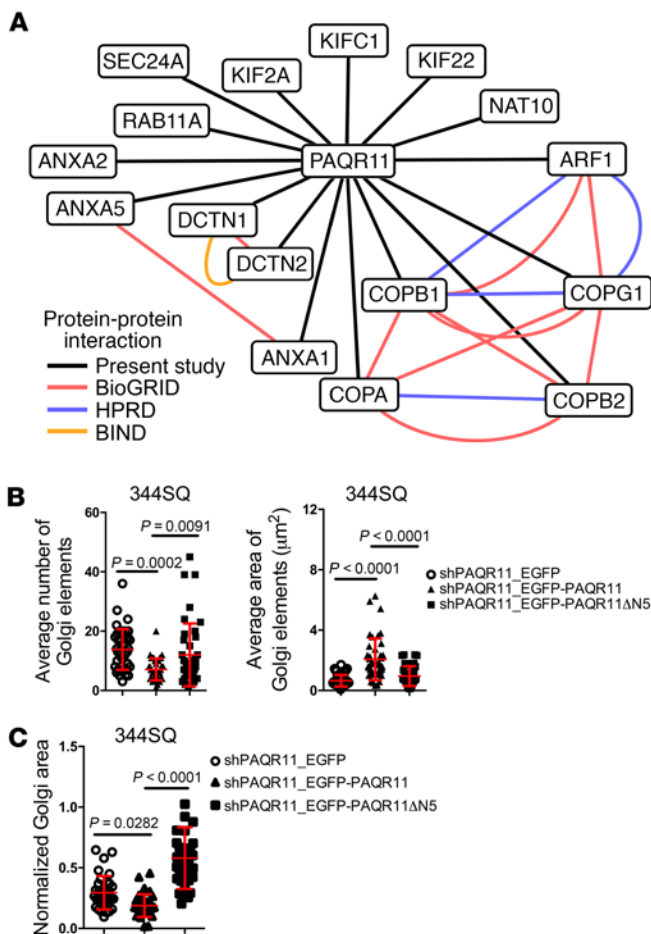 A
KIFC1
SEC24A
KIF2A
KIF22
NAT10
RAB11A
ANXA2
PAQR11
ARF1
ANXA5
DCTN1
DCTN2
COPB1
COPG1
Protein-protein
interaction
Present study
BioGRID
HPRD
BIND
ANXA1
COPA
COPB2
B
344SQ
Average number of
Golgi elements
60
40
20
0
P = 0.0091
P = 0.0002
344SQ
Average area of
Golgi elements (μm²)
12
8
4
0
P < 0.0001
P < 0.0001
shPAQR11_EGFP
shPAQR11_EGFP-PAQR11
shPAQR11_EGFP-PAQR11ΔN5
C
344SQ
Normalized Golgi area
1.5
1.0
0.5
0.0
P < 0.0001
P = 0.0282
shPAQR11_EGFP
shPAQR11_EGFP-PAQR11
shPAQR11_EGFP-PAQR11ΔN5